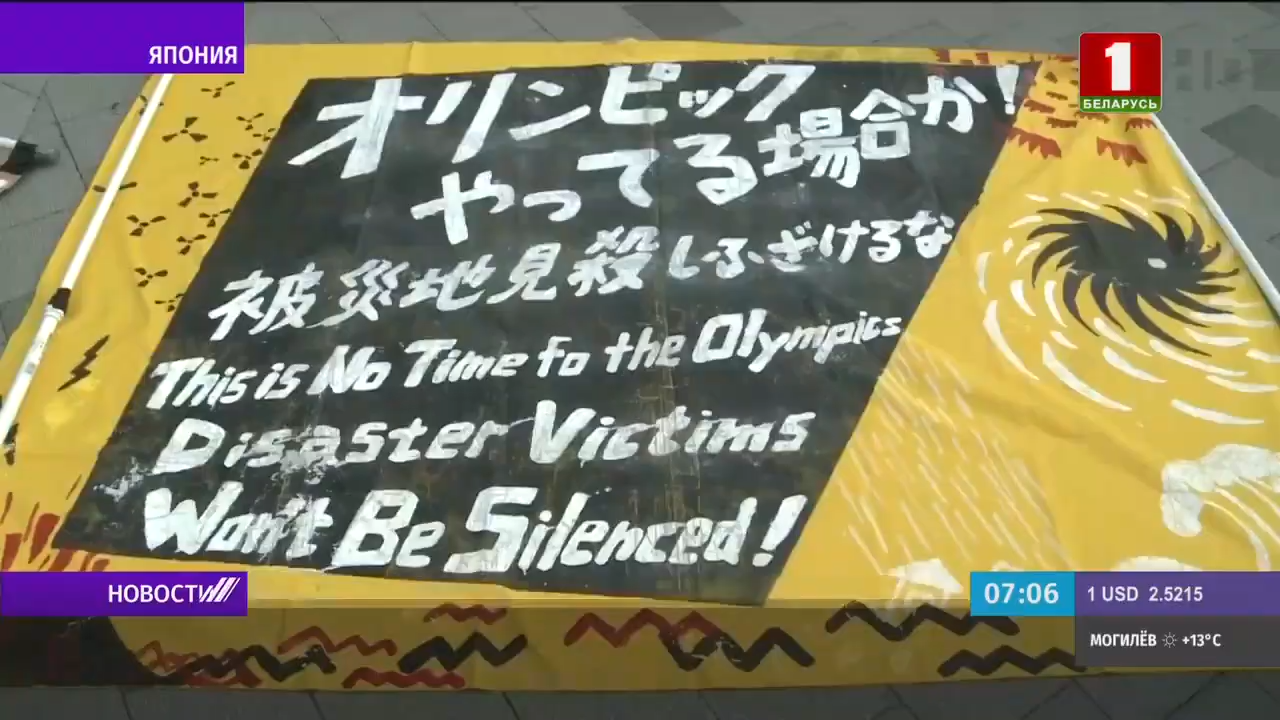 ЯПОНИЯ
1
БЕЛАРУСЬ
オリンピック
やってる場合か!
被災地見殺しふざけるな
This is No Time fo the Olympics
Disaster Victims
Won't Be Silenced!
НОВОСТИ
07:06
1 USD 2.5215
МОГИЛЁВ +13°C